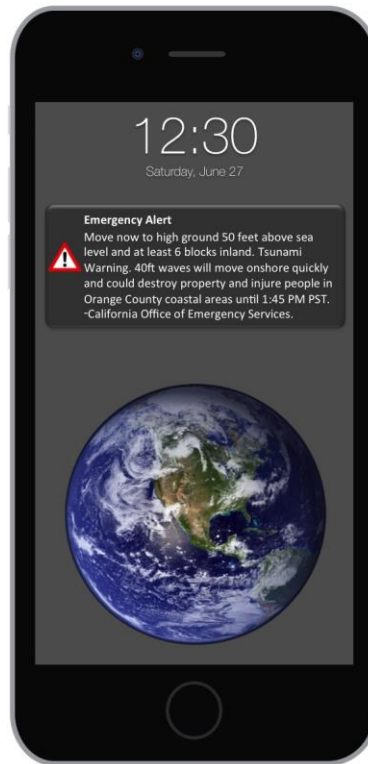 12:30
Saturday, June 27
Emergency Alert
Move now to high ground 50 feet above sea
level and at least 6 blocks inland. Tsunami
Warning. 40ft waves will move onshore quickly
and could destroy property and injure people in
Orange County coastal areas until 1:45 PM PST.
-California Office of Emergency Services.